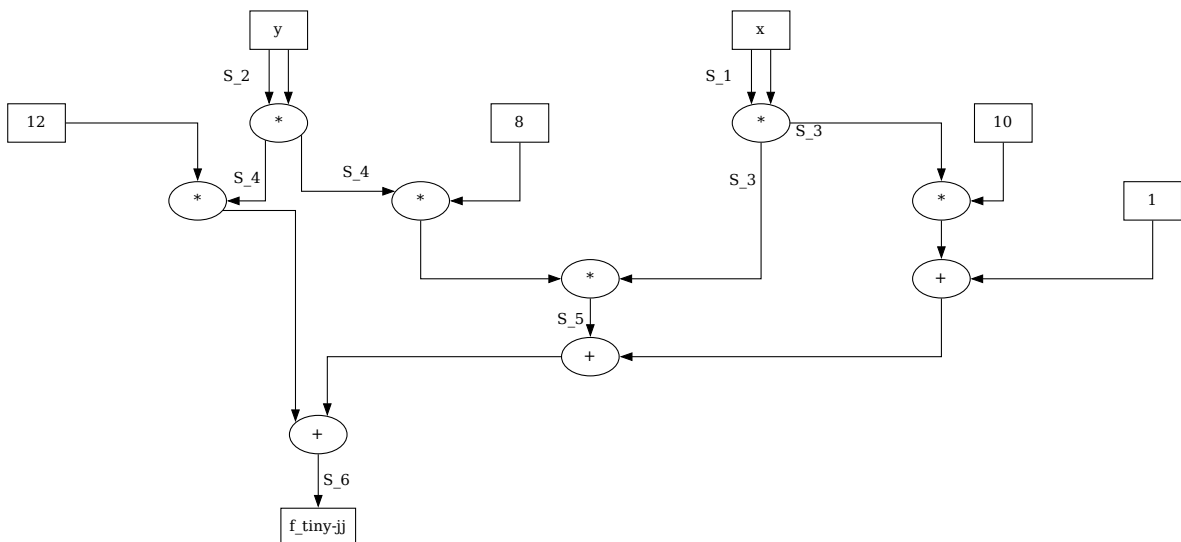 y
x
S_2
S_1
12
*
8
*
S_3
10
S_4
S_4
S_3
*
*
*
1
*
+
S_5
+
+
S_6
f_tiny-jj